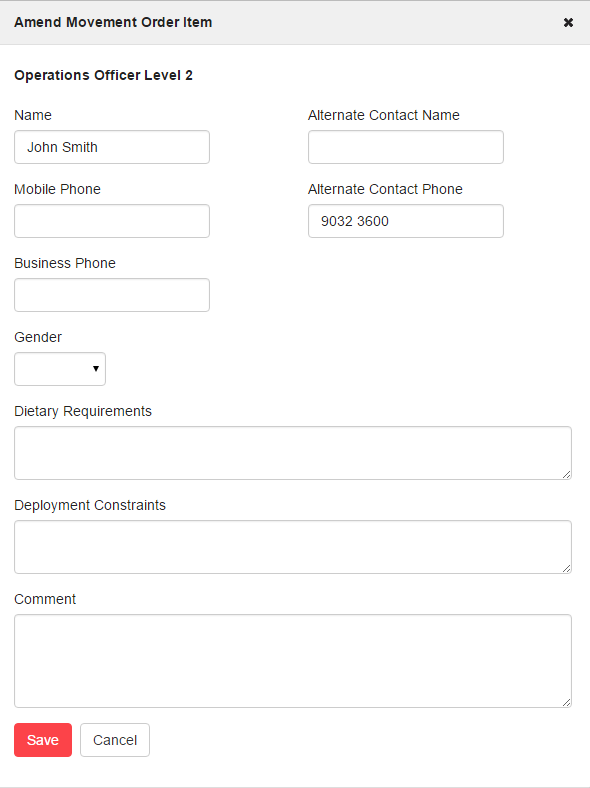 Amend Movement Order Item
Operations Officer Level 2
Name
Alternate Contact Name
John Smith
Mobile Phone
Alternate Contact Phone
9032 3600
Business Phone
Gender
Dietary Requirements
Deployment Constraints
Comment
Save
Cancel